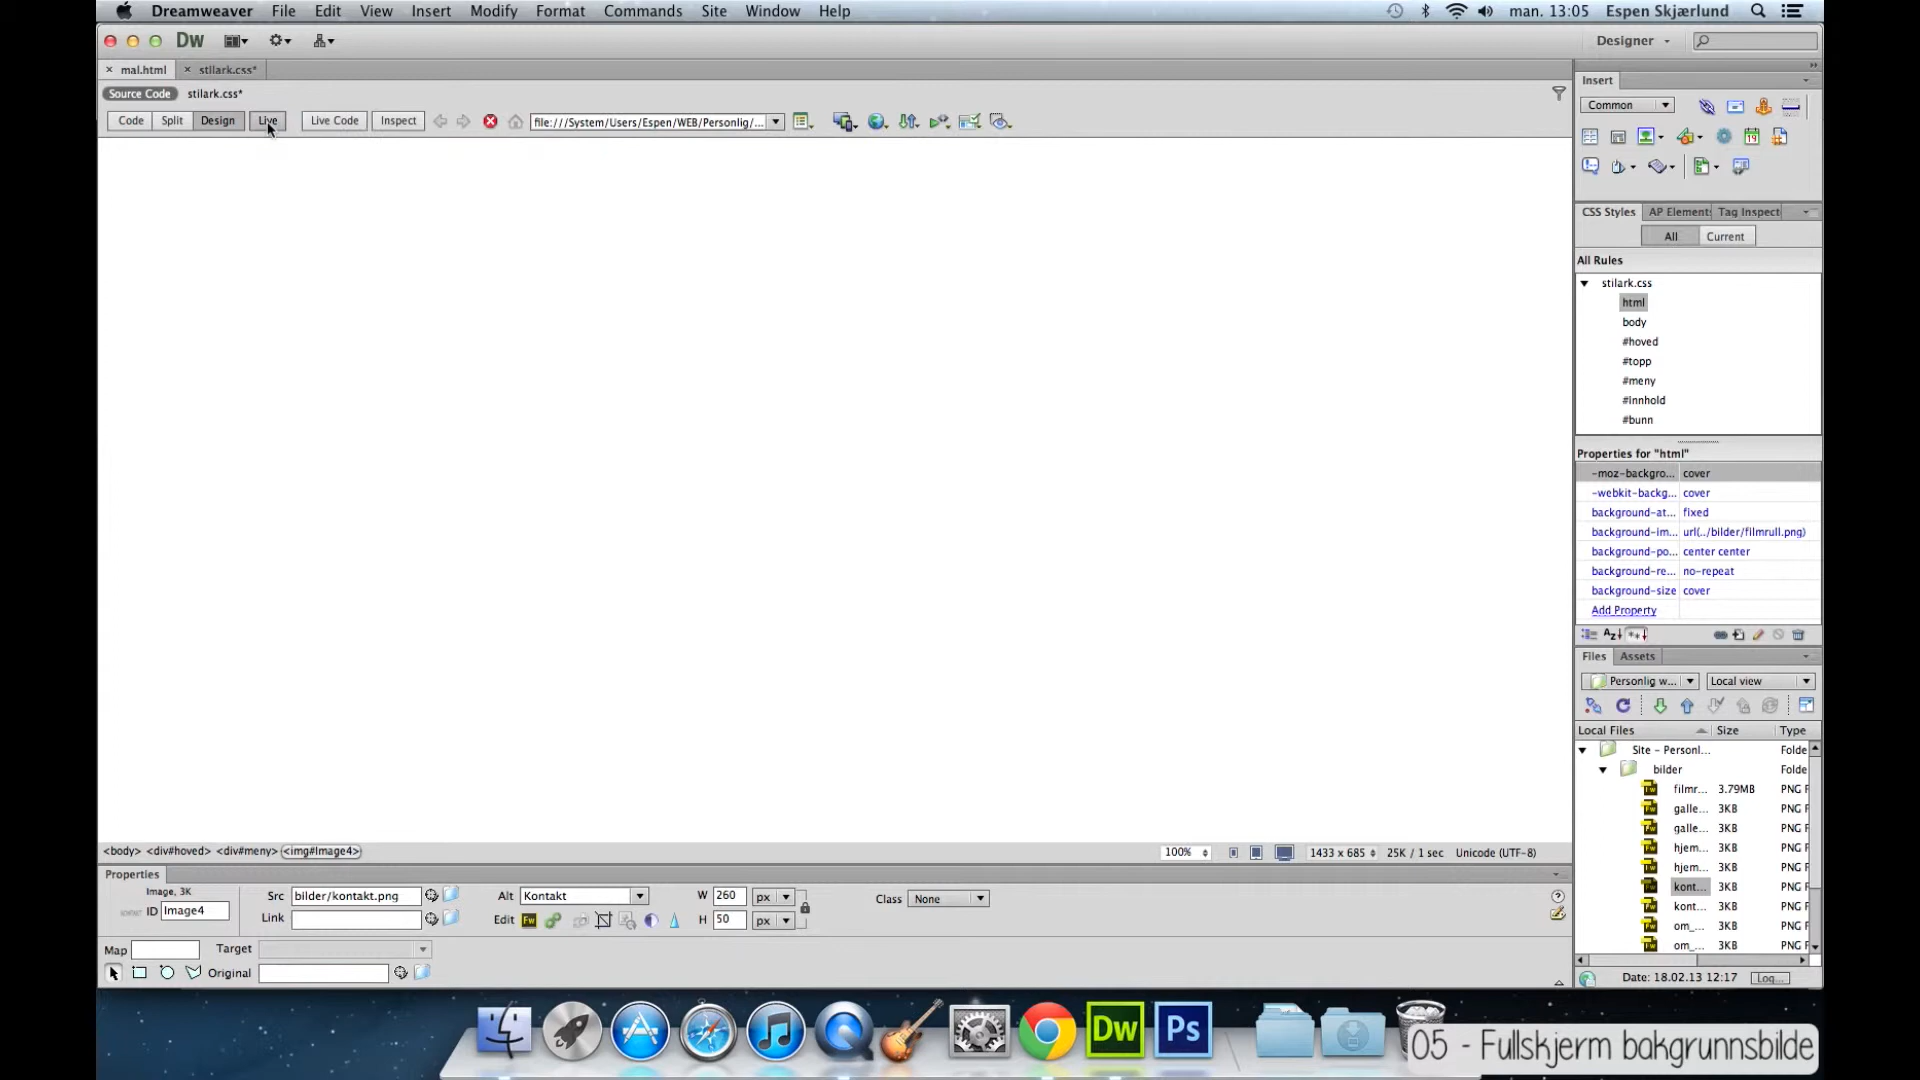 Dreamweaver File Edit View Insert Modify Format Commands Site Window Help man. 13:05 Espen Skjærlund
Dw Designer
mal.html stilark.css*
Source Code stilark.css*
Code Split Design Live Live Code Inspect file:///System/Users/Espen/WEB/Personlig/...
Insert
Common
19
CSS Styles AP Element Tag Inspect
All Current
All Rules
stilark.css
html
body
#hoved
#topp
#meny
#innhold
#bunn
Properties for "html"
-moz-backgro... cover
-webkit-backg... cover
background-at... fixed
background-im... url(../bilder/filmrull.png)
background-po... center center
background-re... no-repeat
background-size cover
Add Property
Files Assets
Personlig w... Local view
Local Files Size Type
Site - Personl... Folde
bilder Folde
filmr... 3.79MB PNG F
galle... 3KB PNG F
galle... 3KB PNG F
hjem... 3KB PNG F
hjem... 3KB PNG F
kont... 3KB PNG F
kont... 3KB PNG F
om_... 3KB PNG F
om_... 3KB PNG F
Date: 18.02.13 12:17 Log...
<body> <div#hoved> <div#meny> <img#Image4> 100% 1433 x 685 25K / 1 sec Unicode (UTF-8)
Properties
Image, 3K Src bilder/kontakt.png Alt Kontakt W 260 px Class None
ID Image4 Link Edit Fw H 50 px
Map Target
Original
Dw Ps
05 - Fullskjerm bakgrunnsbilde